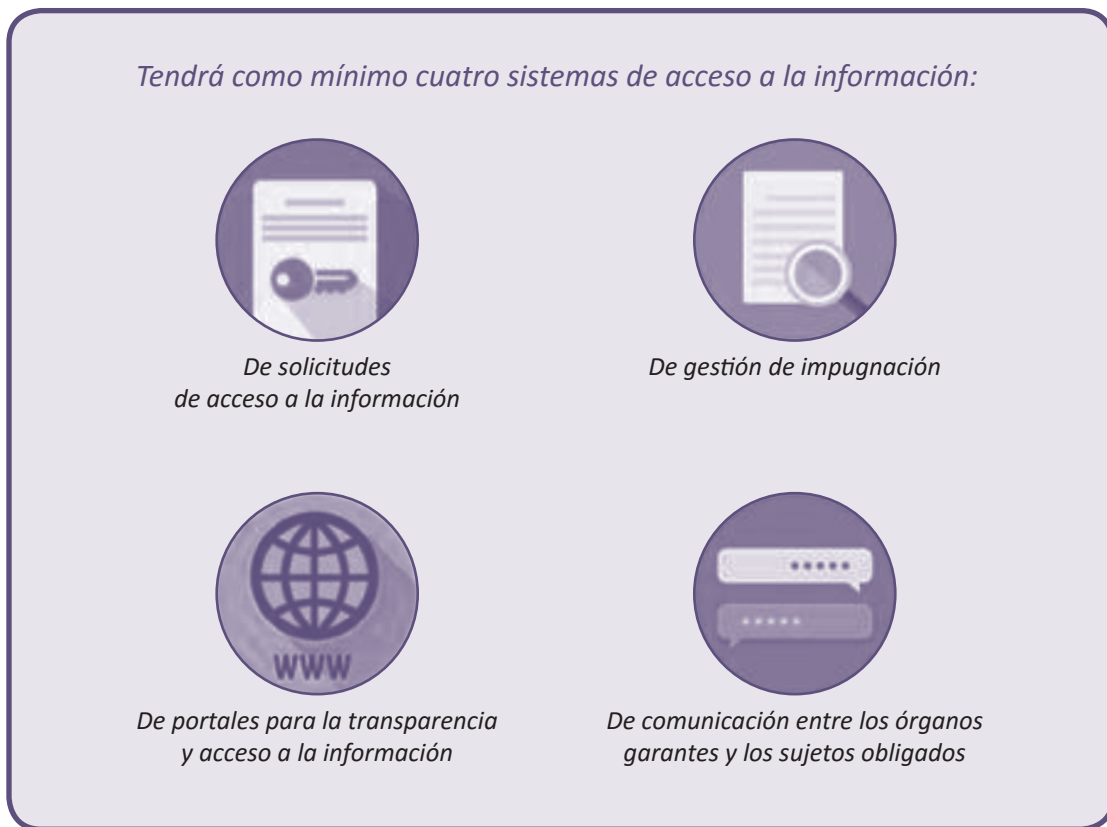 Tendrá como mínimo cuatro sistemas de acceso a la información:
De solicitudes
de acceso a la información
De gestión de impugnación
WWW
De portales para la transparencia
y acceso a la información
De comunicación entre los órganos
garantes y los sujetos obligados